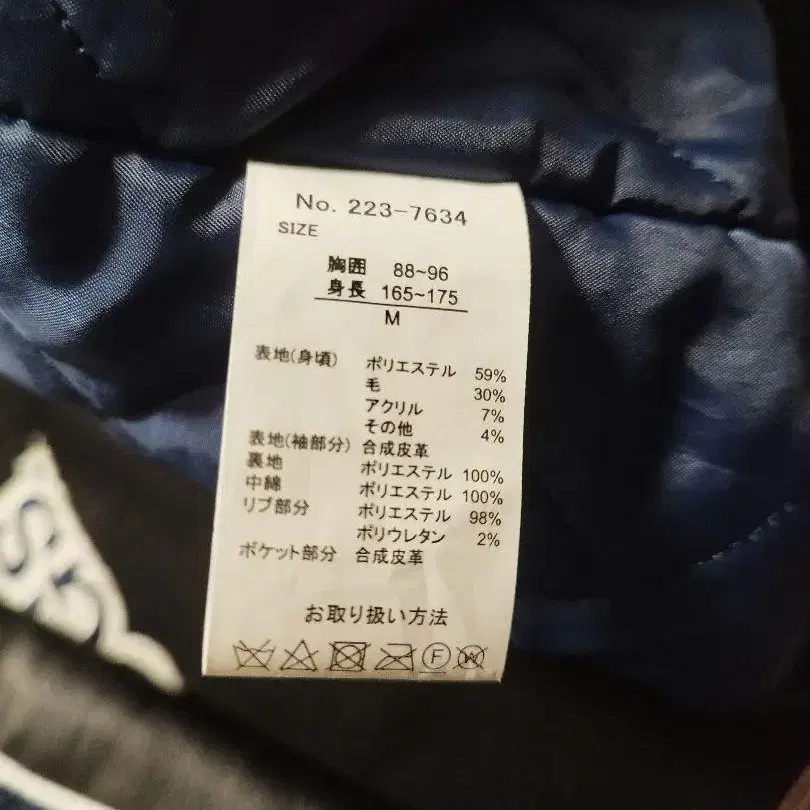 No. 223-7634
SIZE
胸囲 88~96
身長 165~175
M
表地(身頃) ポリエステル 59%
毛 30%
アクリル 7%
その他 4%
表地(袖部分) 合成皮革
裏地 ポリエステル 100%
中綿 ポリエステル 100%
リブ部分 ポリエステル 98%
ポリウレタン 2%
ポケット部分 合成皮革
お取り扱い方法
F W